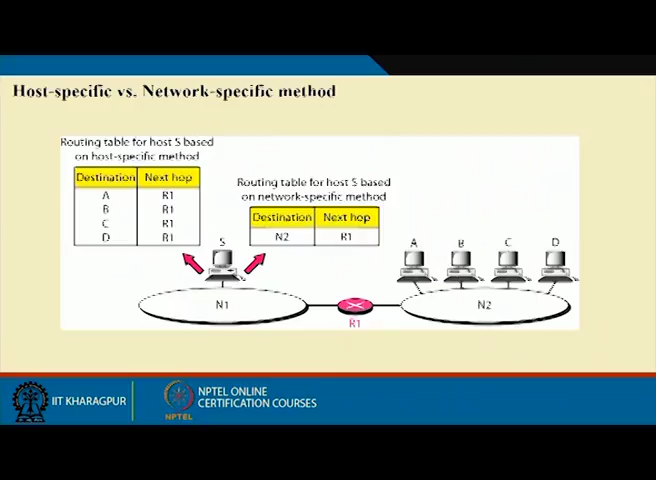 Host-specific vs. Network-specific method
Routing table for host S based
on host-specific method
Destination Next hop
A R1
B R1
C R1
D R1
Routing table for host S based
on network-specific method
Destination Next hop
N2 R1
S
A B C D
N1
R1
N2
IIT KHARAGPUR
NPTEL
NPTEL ONLINE
CERTIFICATION COURSES